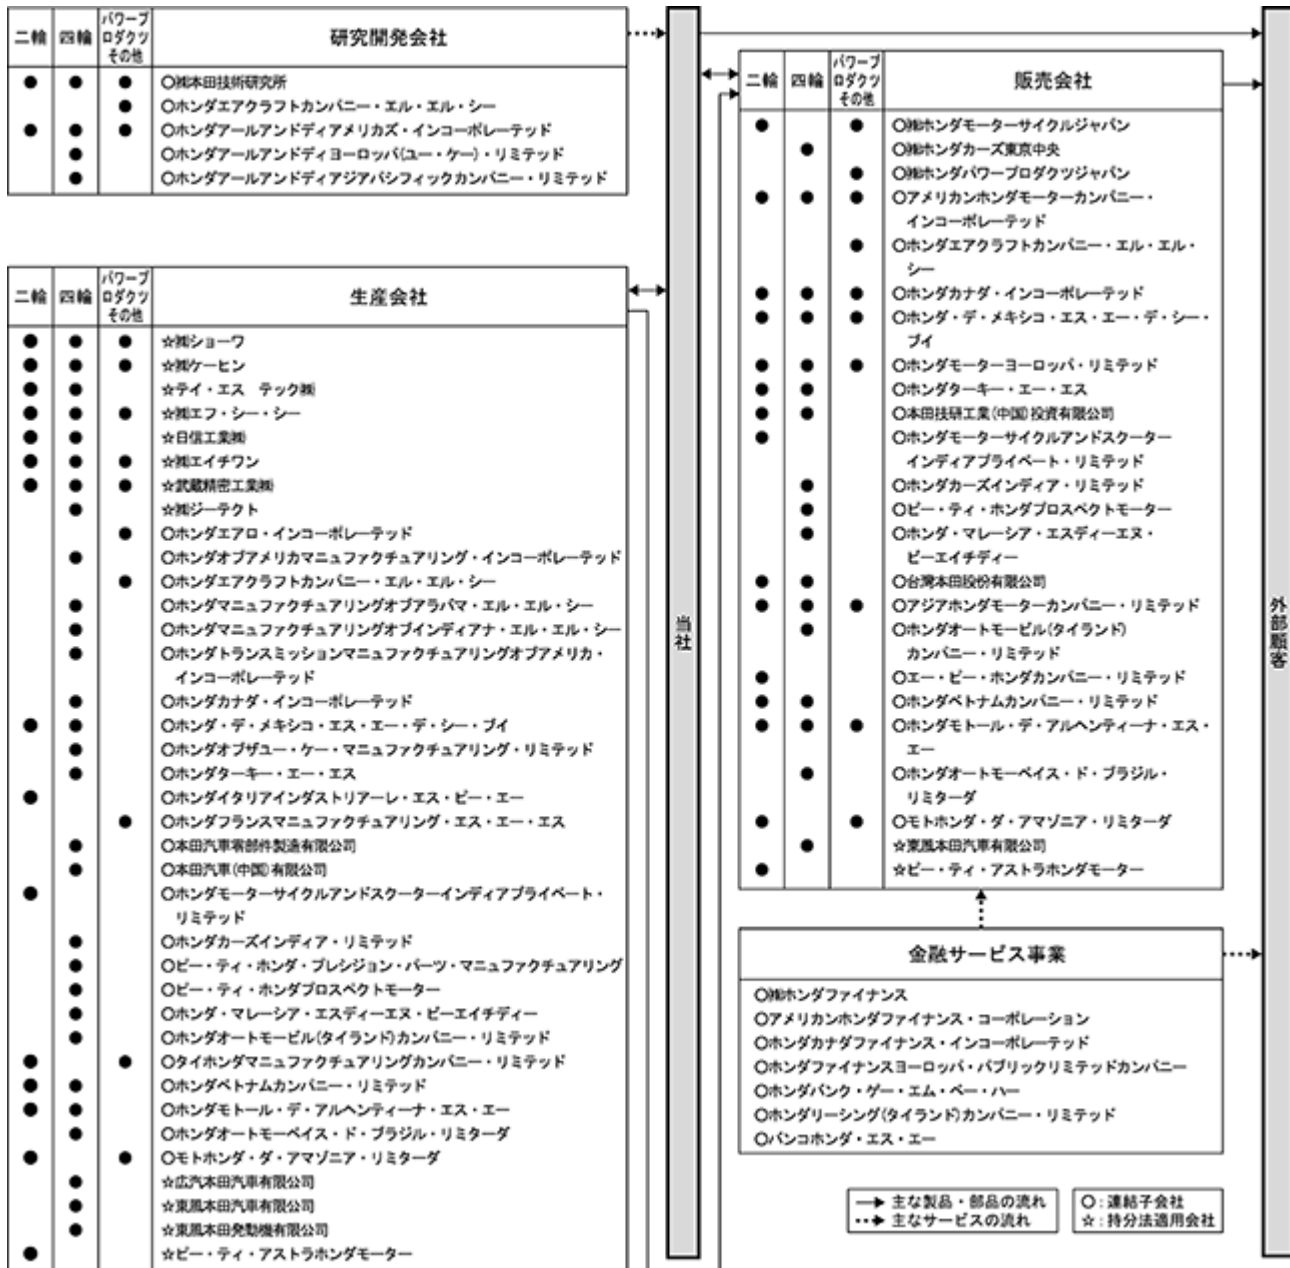 二輪 四輪 パワープロダクツその他 研究開発会社
● ● ● ○㈱本田技術研究所
● ○ホンダエアクラフトカンパニー・エル・エル・シー
● ● ● ○ホンダアールアンドディアメリカズ・インコーポレーテッド
● ○ホンダアールアンドディヨーロッパ(ユー・ケー)・リミテッド
● ○ホンダアールアンドディアジアパシフィックカンパニー・リミテッド
二輪 四輪 パワープロダクツその他 生産会社
● ● ● ☆㈱ショーワ
● ● ● ☆㈱ケーヒン
● ● ☆テイ・エス テック㈱
● ● ● ☆㈱エフ・シー・シー
● ● ☆日信工業㈱
● ● ● ☆㈱エイチワン
● ● ● ☆武蔵精密工業㈱
● ☆㈱ジーテクト
● ○ホンダエアロ・インコーポレーテッド
● ○ホンダオブアメリカマニュファクチュアリング・インコーポレーテッド
● ○ホンダエアクラフトカンパニー・エル・エル・シー
● ○ホンダマニュファクチュアリングオブアラバマ・エル・エル・シー
● ○ホンダマニュファクチュアリングオブインディアナ・エル・エル・シー
● ○ホンダトランスミッションマニュファクチュアリングオブアメリカ・
インコーポレーテッド
● ○ホンダカナダ・インコーポレーテッド
● ● ○ホンダ・デ・メキシコ・エス・エー・デ・シー・ブイ
● ○ホンダオブザユー・ケー・マニュファクチュアリング・リミテッド
● ○ホンダターキー・エー・エス
● ○ホンダイタリアインダストリアーレ・エス・ピー・エー
● ○ホンダフランスマニュファクチュアリング・エス・エー・エス
● ○本田汽車零部件製造有限公司
● ○本田汽車(中国)有限公司
● ○ホンダモーターサイクルアンドスクーターインディアプライベート・
リミテッド
● ○ホンダカーズインディア・リミテッド
● ○ピー・ティ・ホンダ・プレシジョン・パーツ・マニュファクチュアリング
● ○ピー・ティ・ホンダプロスペクトモーター
● ○ホンダ・マレーシア・エスディーエヌ・ビーエイチディー
● ○ホンダオートモービル(タイランド)カンパニー・リミテッド
● ● ○タイホンダマニュファクチュアリングカンパニー・リミテッド
● ● ○ホンダベトナムカンパニー・リミテッド
● ● ○ホンダモトール・デ・アルヘンティーナ・エス・エー
● ○ホンダオートモーベイス・ド・ブラジル・リミターダ
● ● ○モトホンダ・ダ・アマゾニア・リミターダ
● ☆広汽本田汽車有限公司
● ☆東風本田汽車有限公司
● ☆東風本田発動機有限公司
● ☆ピー・ティ・アストラホンダモーター
当社
二輪 四輪 パワープロダクツその他 販売会社
● ● ○㈱ホンダモーターサイクルジャパン
● ○㈱ホンダカーズ東京中央
● ○㈱ホンダパワープロダクツジャパン
● ● ● ○アメリカンホンダモーターカンパニー・
インコーポレーテッド
● ○ホンダエアクラフトカンパニー・エル・エル・
シー
● ● ● ○ホンダカナダ・インコーポレーテッド
● ● ● ○ホンダ・デ・メキシコ・エス・エー・デ・シー・
ブイ
● ● ● ○ホンダモーターヨーロッパ・リミテッド
● ● ○ホンダターキー・エー・エス
● ● ○本田技研工業(中国)投資有限公司
● ○ホンダモーターサイクルアンドスクーター
インディアプライベート・リミテッド
● ○ホンダカーズインディア・リミテッド
● ○ピー・ティ・ホンダプロスペクトモーター
● ○ホンダ・マレーシア・エスディーエヌ・
ビーエイチディー
● ● ○台灣本田股份有限公司
● ● ● ○アジアホンダモーターカンパニー・リミテッド
● ○ホンダオートモービル(タイランド)
カンパニー・リミテッド
● ○エー・ピー・ホンダカンパニー・リミテッド
● ● ○ホンダベトナムカンパニー・リミテッド
● ● ● ○ホンダモトール・デ・アルヘンティーナ・エス・
エー
● ○ホンダオートモーベイス・ド・ブラジル・
リミターダ
● ● ○モトホンダ・ダ・アマゾニア・リミターダ
● ☆東風本田汽車有限公司
● ☆ピー・ティ・アストラホンダモーター
金融サービス事業
○㈱ホンダファイナンス
○アメリカンホンダファイナンス・コーポレーション
○ホンダカナダファイナンス・インコーポレーテッド
○ホンダファイナンスヨーロッパ・パブリックリミテッドカンパニー
○ホンダバンク・ゲー・エム・ベー・ハー
○ホンダリーシング(タイランド)カンパニー・リミテッド
○バンコホンダ・エス・エー
主な製品・部品の流れ
主なサービスの流れ
○:連結子会社
☆:持分法適用会社
外部顧客